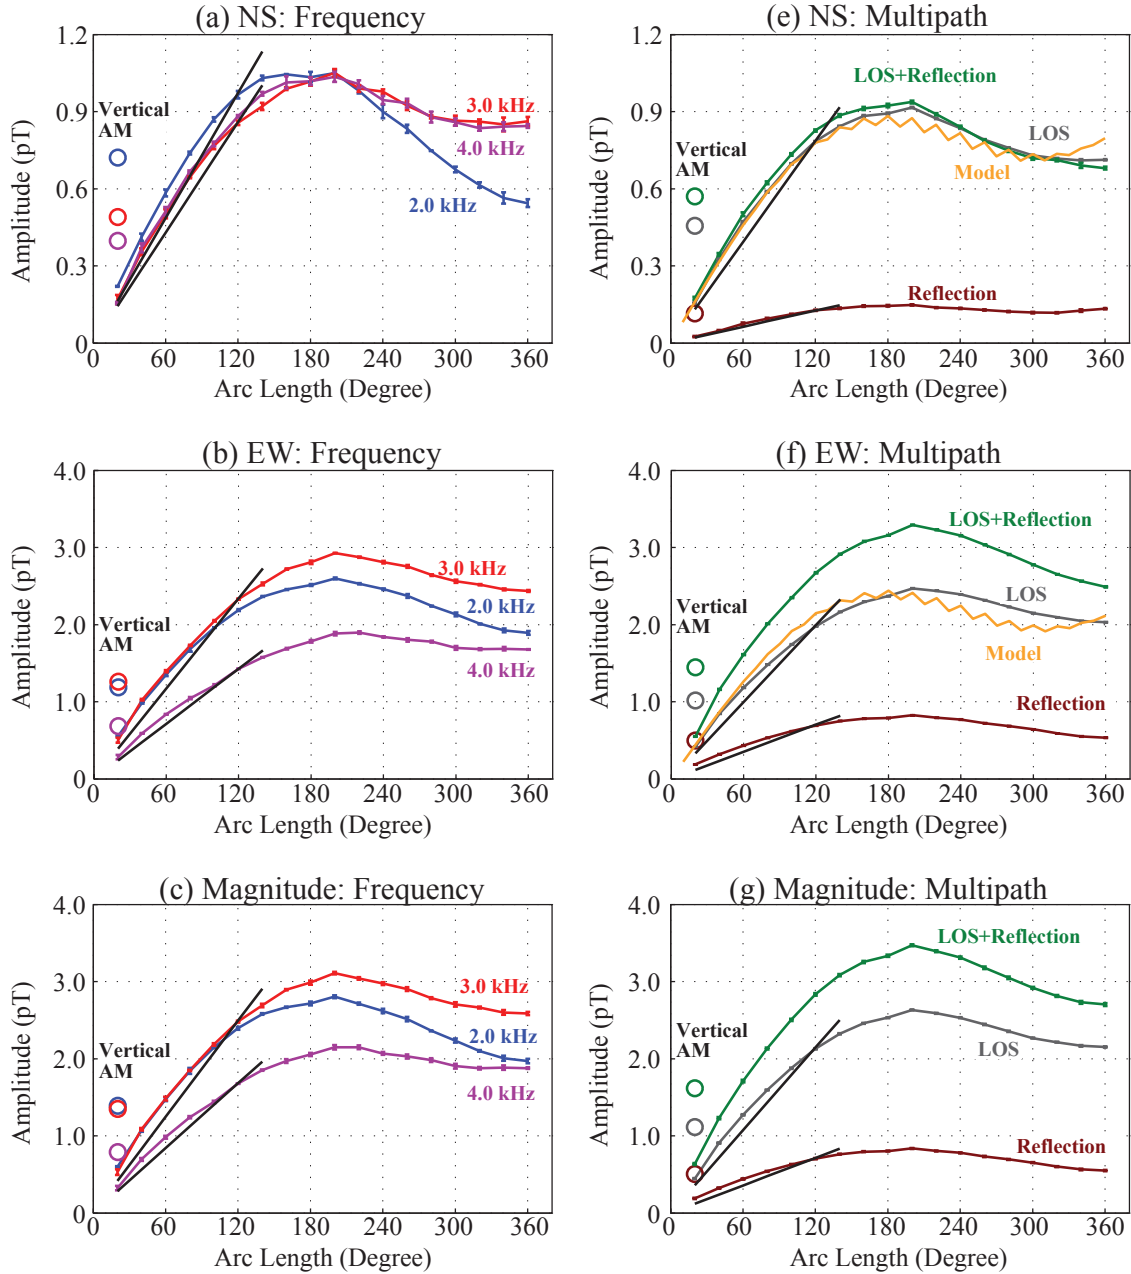 (a) NS: Frequency
1.2
0.9
0.6
0.3
0
Amplitude (pT)
Vertical
AM
3.0 kHz
4.0 kHz
2.0 kHz
0 60 120 180 240 300 360
Arc Length (Degree)
(e) NS: Multipath
1.2
0.9
0.6
0.3
0
Amplitude (pT)
LOS+Reflection
Vertical
AM
LOS
Model
Reflection
0 60 120 180 240 300 360
Arc Length (Degree)
(b) EW: Frequency
4.0
3.0
2.0
1.0
0
Amplitude (pT)
3.0 kHz
2.0 kHz
Vertical
AM
4.0 kHz
0 60 120 180 240 300 360
Arc Length (Degree)
(f) EW: Multipath
4.0
3.0
2.0
1.0
0
Amplitude (pT)
LOS+Reflection
LOS
Vertical
AM
Model
Reflection
0 60 120 180 240 300 360
Arc Length (Degree)
(c) Magnitude: Frequency
4.0
3.0
2.0
1.0
0
Amplitude (pT)
3.0 kHz
2.0 kHz
Vertical
AM
4.0 kHz
0 60 120 180 240 300 360
Arc Length (Degree)
(g) Magnitude: Multipath
4.0
3.0
2.0
1.0
0
Amplitude (pT)
LOS+Reflection
Vertical
AM
LOS
Reflection
0 60 120 180 240 300 360
Arc Length (Degree)